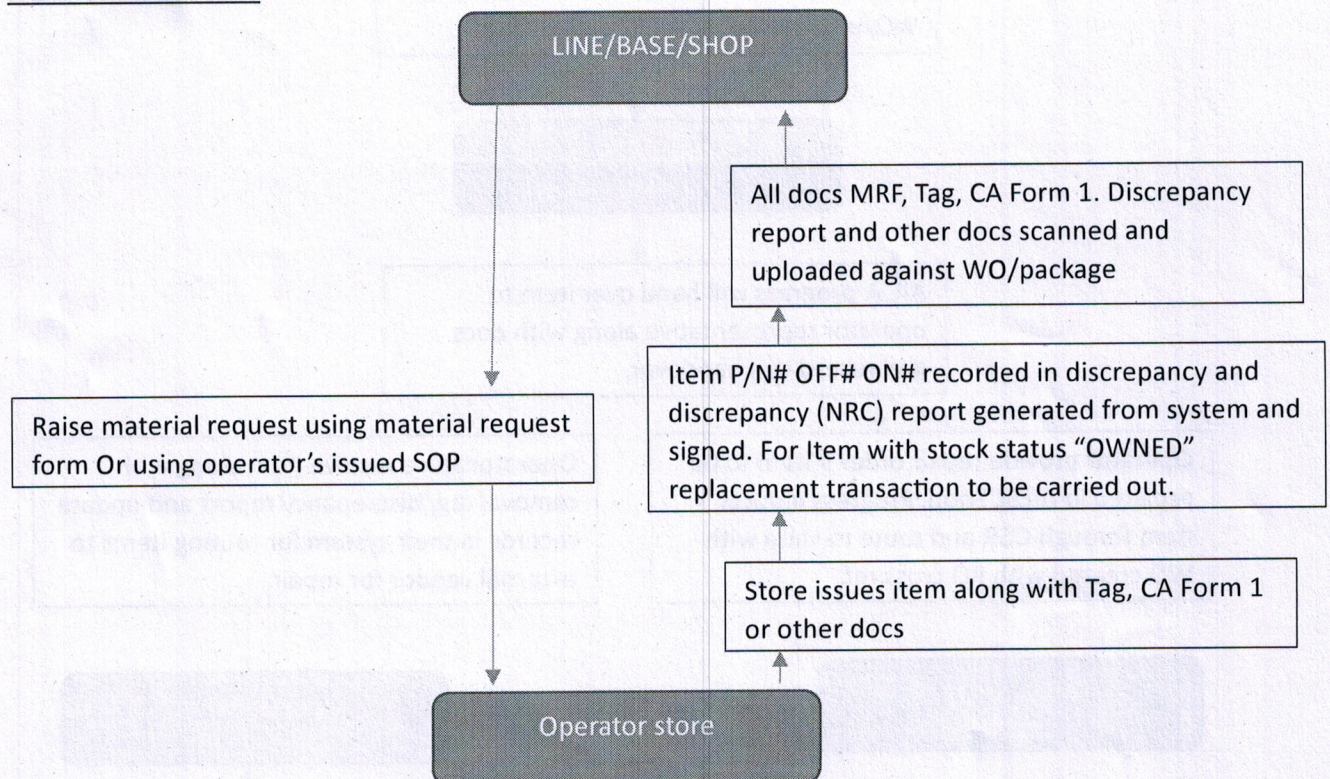 LINE/BASE/SHOP
All docs MRF, Tag, CA Form 1. Discrepancy
report and other docs scanned and
uploaded against WO/package
Raise material request using material request
form Or using operator's issued SOP
Item P/N# OFF# ON# recorded in discrepancy and
discrepancy (NRC) report generated from system and
signed. For Item with stock status “OWNED”
replacement transaction to be carried out.
Store issues item along with Tag, CA Form 1
or other docs
Operator store